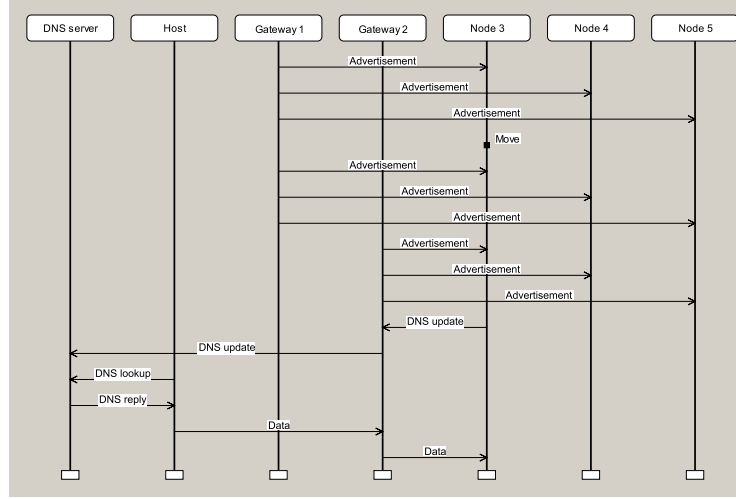 DNS server
Host
Gateway 1
Gateway 2
Node 3
Node 4
Node 5
Advertisement
Advertisement
Advertisement
Move
Advertisement
Advertisement
Advertisement
Advertisement
Advertisement
Advertisement
DNS update
DNS update
DNS lookup
DNS reply
Data
Data